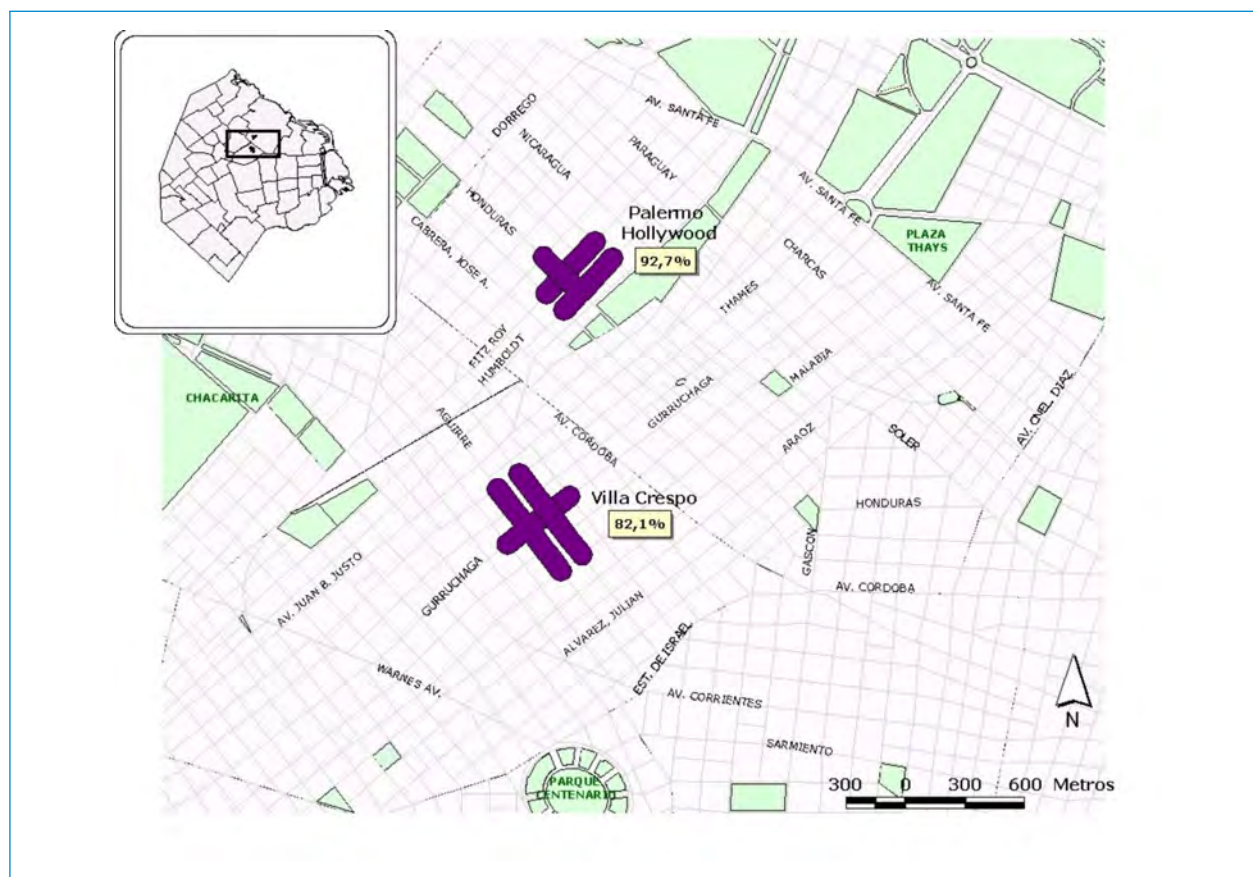 AV. SANTA FE
DORREGO
NICARAGUA
PARAGUAY
HONDURAS
CABRERA, JOSE A.
Palermo
Hollywood
92,7%
AV. SANTA FE
PLAZA
THAYS
CHARCAS
THAMES
AV. SANTA FE
FITZ ROY
HUMBOLDT
CHACARITA
AGUIRRE
AV. CORDOBA
GURRUCHAGA
MALABIA
ARAOZ
SOLER
AV. CNEL. DIAZ
Villa Crespo
82,1%
HONDURAS
GASCON
AV. JUAN B. JUSTO
GURRUCHAGA
ALVAREZ, JULIAN
AV. CORDOBA
EST. DE ISRAEL
WARNES AV.
AV. CORRIENTES
SARMIENTO
N
PARQUE
CENTENARIO
300 0 300 600 Metros